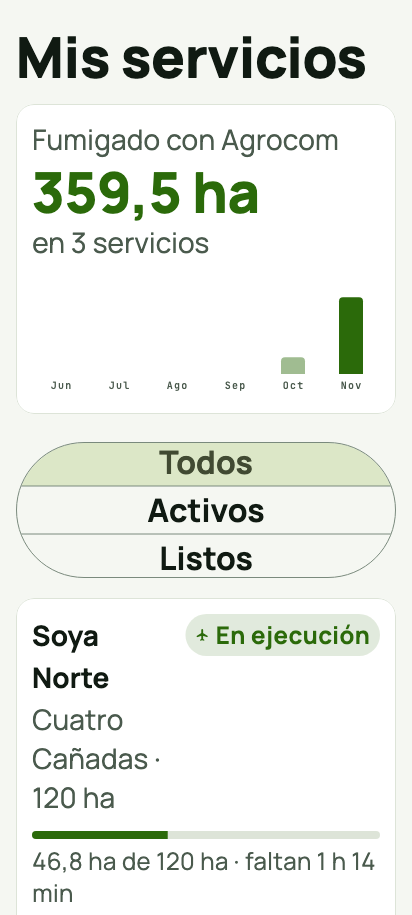 Mis servicios
Fumigado con Agrocom
359,5 ha
en 3 servicios
Jun Jul Ago Sep Oct Nov
Todos
Activos
Listos
Soya Norte
En ejecución
Cuatro
Cañadas ·
120 ha
46,8 ha de 120 ha · faltan 1 h 14
min